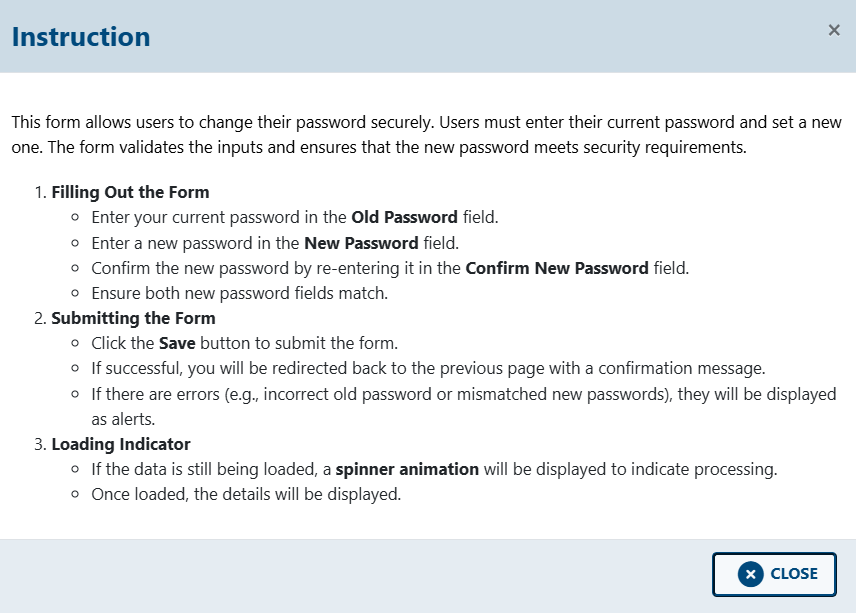 Instruction
×
This form allows users to change their password securely. Users must enter their current password and set a new
one. The form validates the inputs and ensures that the new password meets security requirements.
1. Filling Out the Form
Enter your current password in the Old Password field.
Enter a new password in the New Password field.
Confirm the new password by re-entering it in the Confirm New Password field.
Ensure both new password fields match.
2. Submitting the Form
Click the Save button to submit the form.
If successful, you will be redirected back to the previous page with a confirmation message.
If there are errors (e.g., incorrect old password or mismatched new passwords), they will be displayed
as alerts.
3. Loading Indicator
If the data is still being loaded, a spinner animation will be displayed to indicate processing.
Once loaded, the details will be displayed.
CLOSE